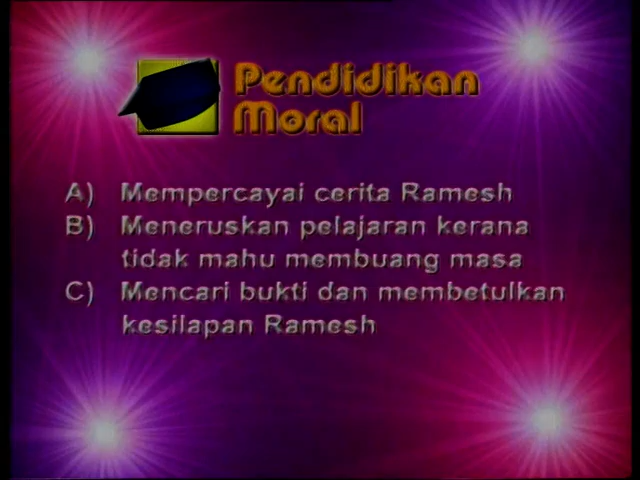 Pendidikan
Moral
A) Mempercayai cerita Ramesh
B) Meneruskan pelajaran kerana
tidak mahu membuang masa
C) Mencari bukti dan membetulkan
kesilapan Ramesh